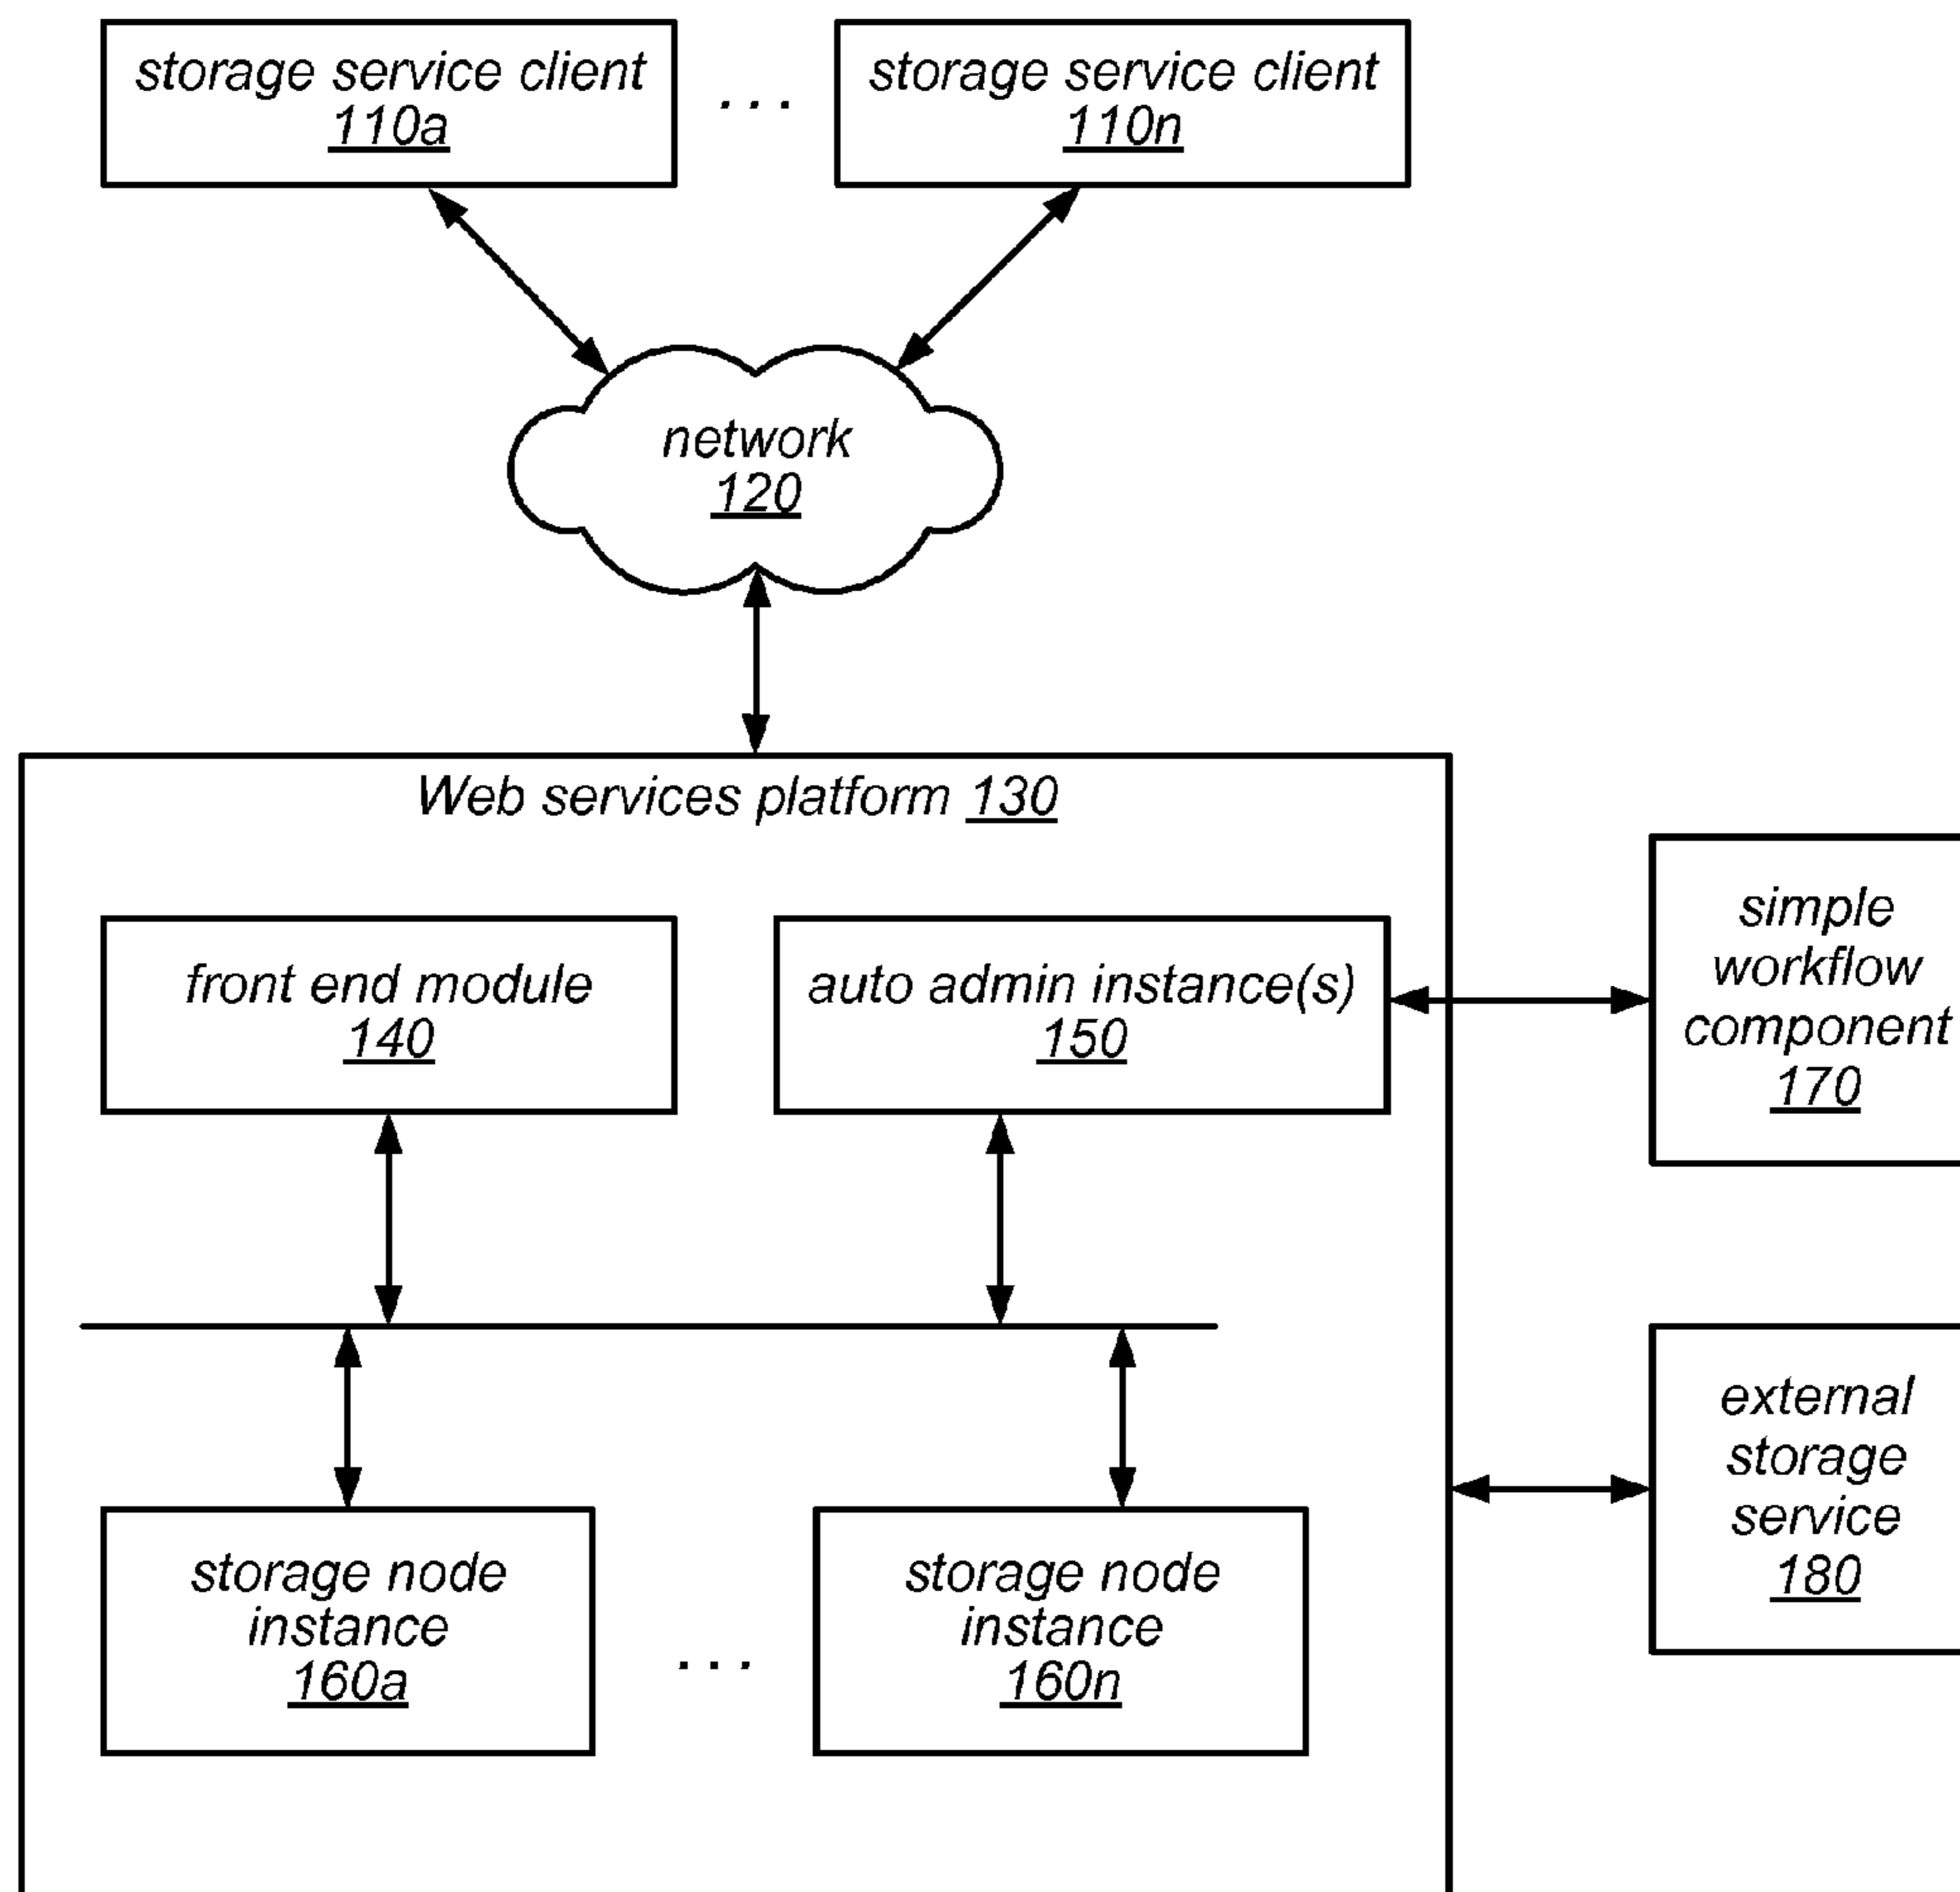 storage service client
110a
...
storage service client
110n
network
120
Web services platform 130
front end module
140
auto admin instance(s)
150
simple
workflow
component
170
external
storage
service
180
storage node
instance
160a
...
storage node
instance
160n